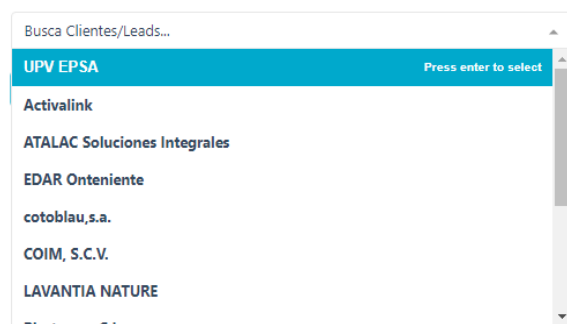 Busca Clientes/Leads...
UPV EPSA Press enter to select
Activalink
ATALAC Soluciones Integrales
EDAR Onteniente
cotoblau,s.a.
COIM, S.C.V.
LAVANTIA NATURE